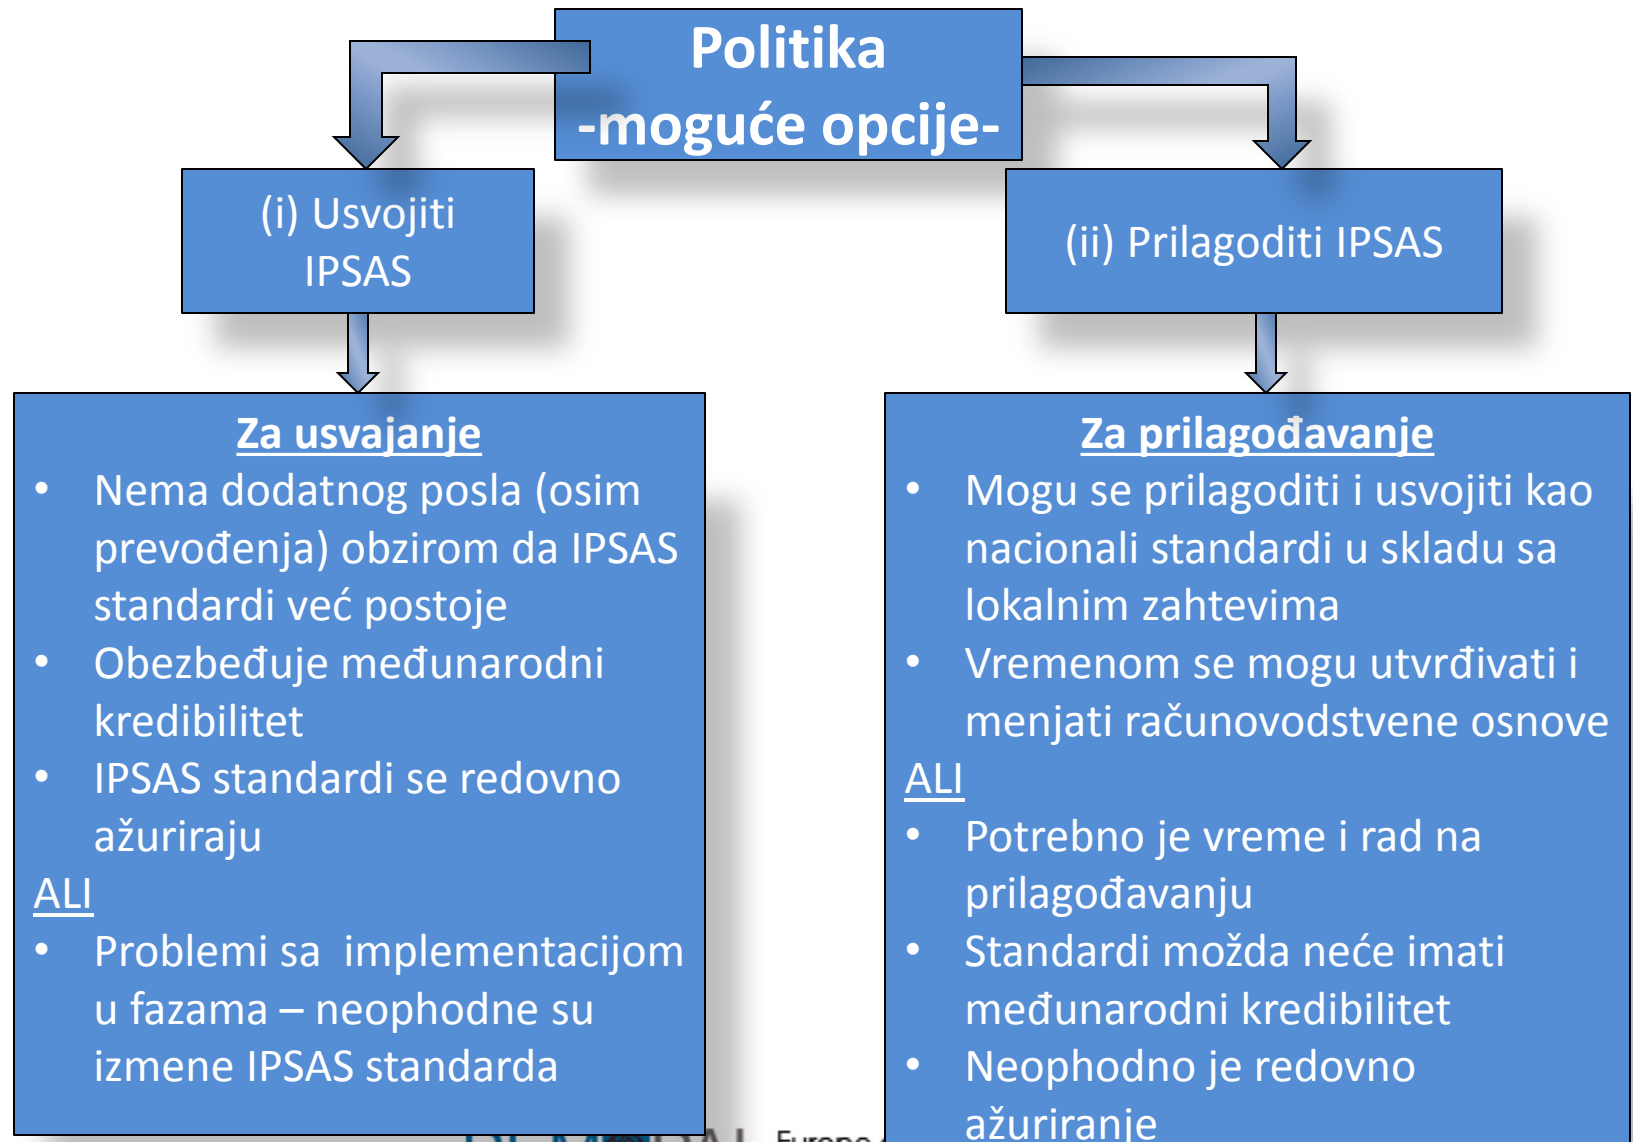 Politika
-moguće opcije-
(i) Usvojiti
IPSAS
(ii) Prilagoditi IPSAS
Za usvajanje
• Nema dodatnog posla (osim
prevođenja) obzirom da IPSAS
standardi već postoje
• Obezbeđuje međunarodni
kredibilitet
• IPSAS standardi se redovno
ažuriraju
ALI
• Problemi sa  implementacijom
u fazama – neophodne su
izmene IPSAS standarda
Za prilagođavanje
• Mogu se prilagoditi i usvojiti kao
nacionali standardi u skladu sa
lokalnim zahtevima
• Vremenom se mogu utvrđivati i
menjati računovodstvene osnove
ALI
• Potrebno je vreme i rad na
prilagođavanju
• Standardi možda neće imati
međunarodni kredibilitet
• Neophodno je redovno
ažuriranje
Europe